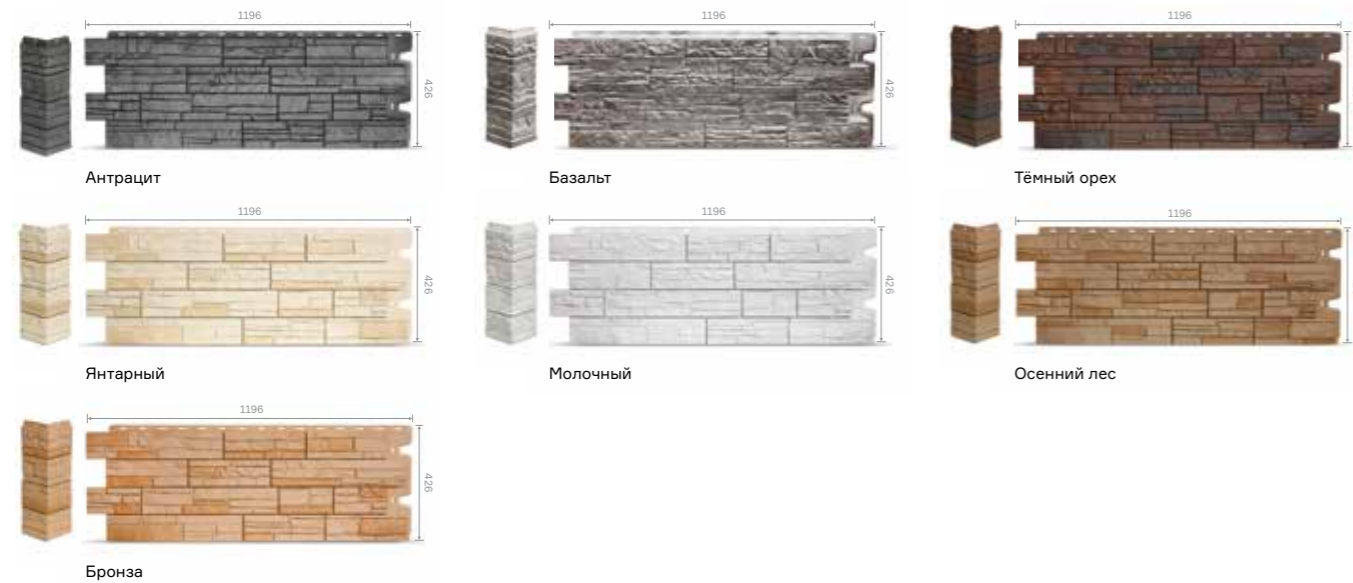 1196
426
Антрацит
1196
426
Базальт
1196
Тёмный орех
1196
426
Янтарный
1196
426
Молочный
1196
Осенний лес
1196
426
Бронза